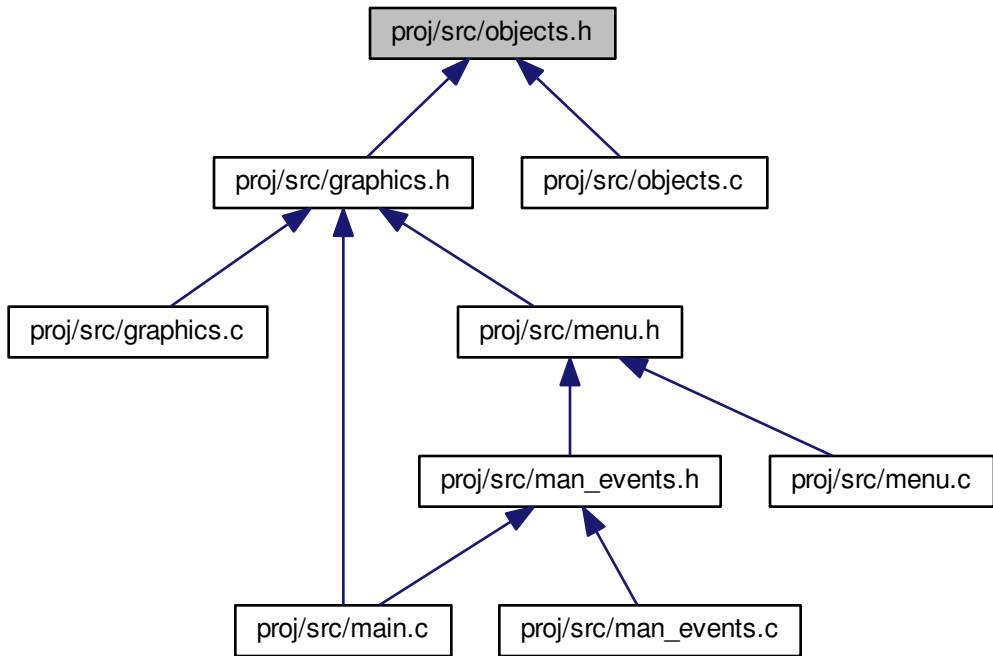 proj/src/objects.h
proj/src/graphics.h
proj/src/objects.c
proj/src/graphics.c
proj/src/menu.h
proj/src/man_events.h
proj/src/menu.c
proj/src/main.c
proj/src/man_events.c